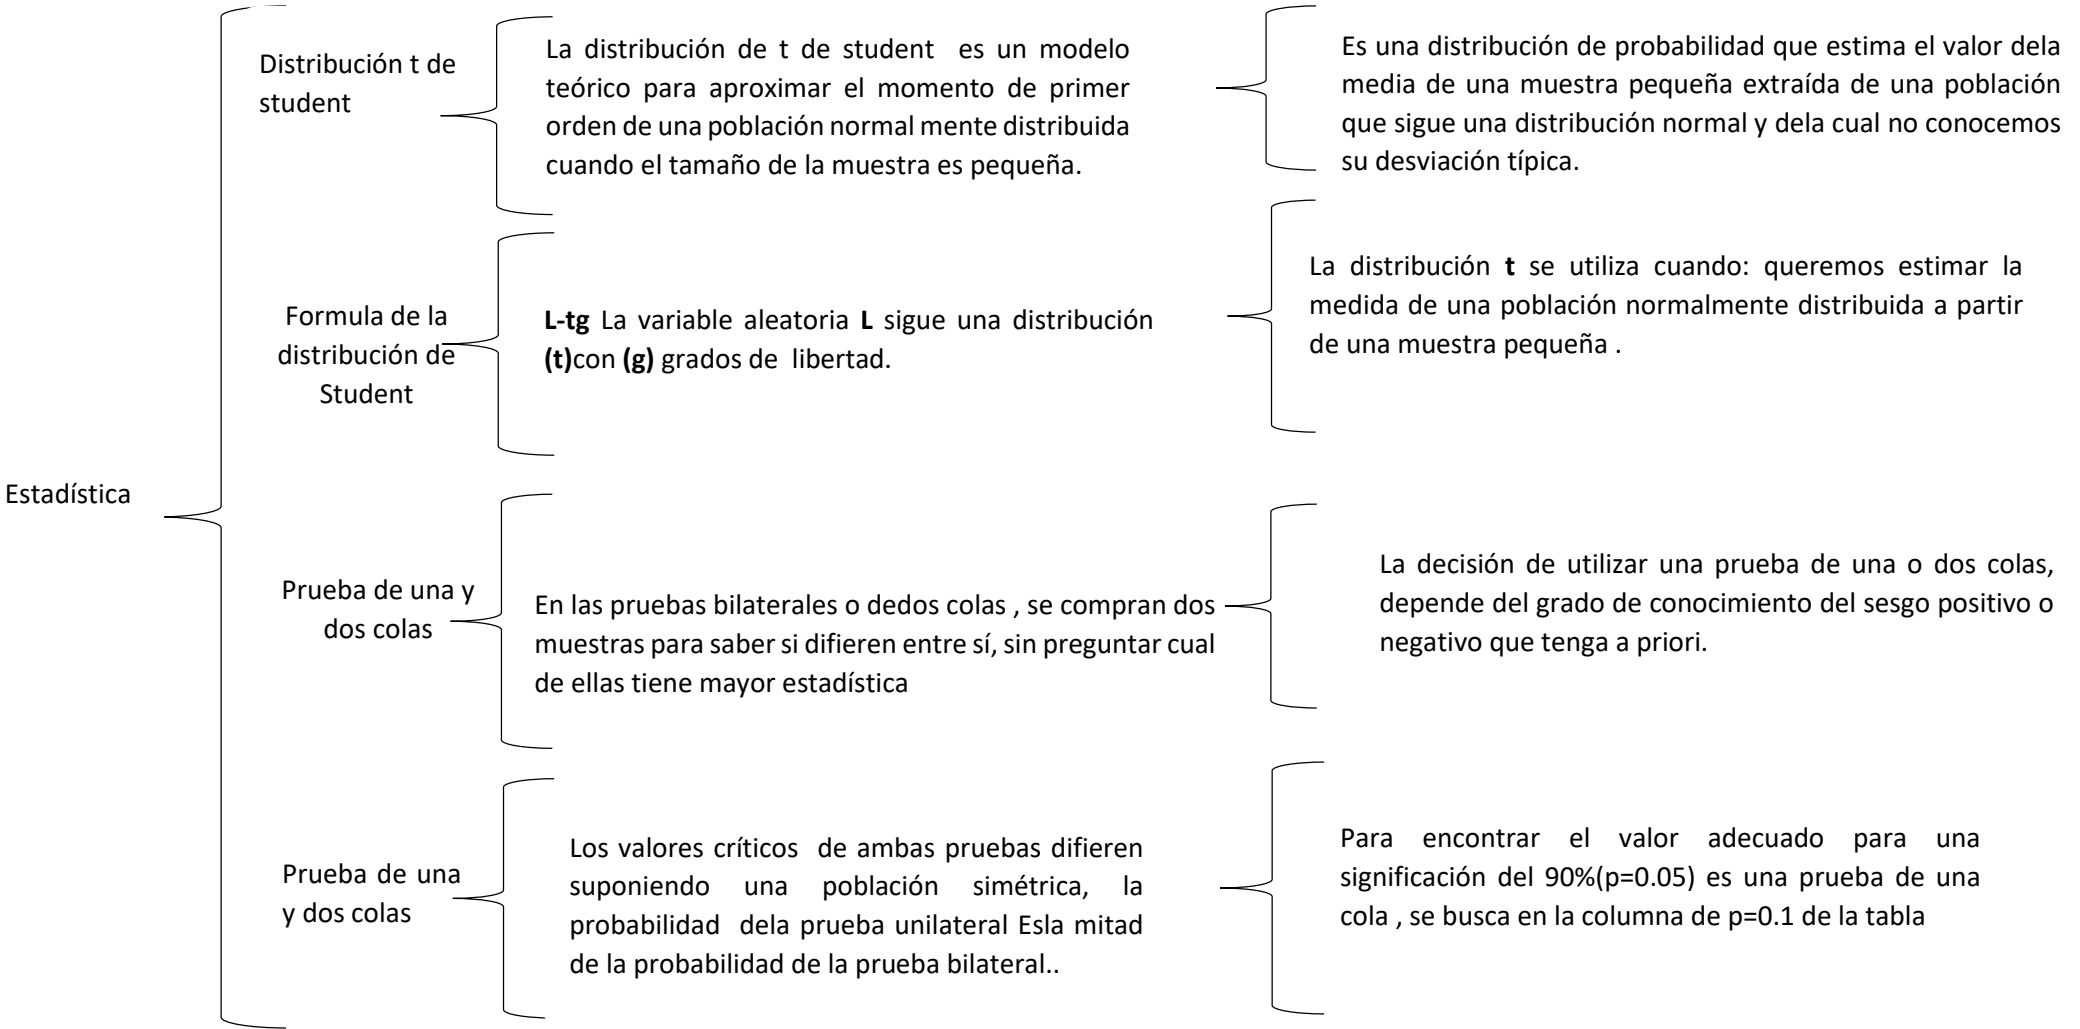 Estadística
Distribución t de
student
La distribución de t de student es un modelo
teórico para aproximar el momento de primer
orden de una población normal mente distribuida
cuando el tamaño de la muestra es pequeña.
Es una distribución de probabilidad que estima el valor dela
media de una muestra pequeña extraída de una población
que sigue una distribución normal y dela cual no conocemos
su desviación típica.
Formula de la
distribución de
Student
L-tg La variable aleatoria L sigue una distribución
(t)con (g) grados de libertad.
La distribución t se utiliza cuando: queremos estimar la
medida de una población normalmente distribuida a partir
de una muestra pequeña .
Prueba de una y
dos colas
En las pruebas bilaterales o dedos colas , se compran dos
muestras para saber si difieren entre sí, sin preguntar cual
de ellas tiene mayor estadística
La decisión de utilizar una prueba de una o dos colas,
depende del grado de conocimiento del sesgo positivo o
negativo que tenga a priori.
Prueba de una
y dos colas
Los valores críticos de ambas pruebas difieren
suponiendo una población simétrica, la
probabilidad dela prueba unilateral Esla mitad
de la probabilidad de la prueba bilateral..
Para encontrar el valor adecuado para una
significación del 90%(p=0.05) es una prueba de una
cola , se busca en la columna de p=0.1 de la tabla